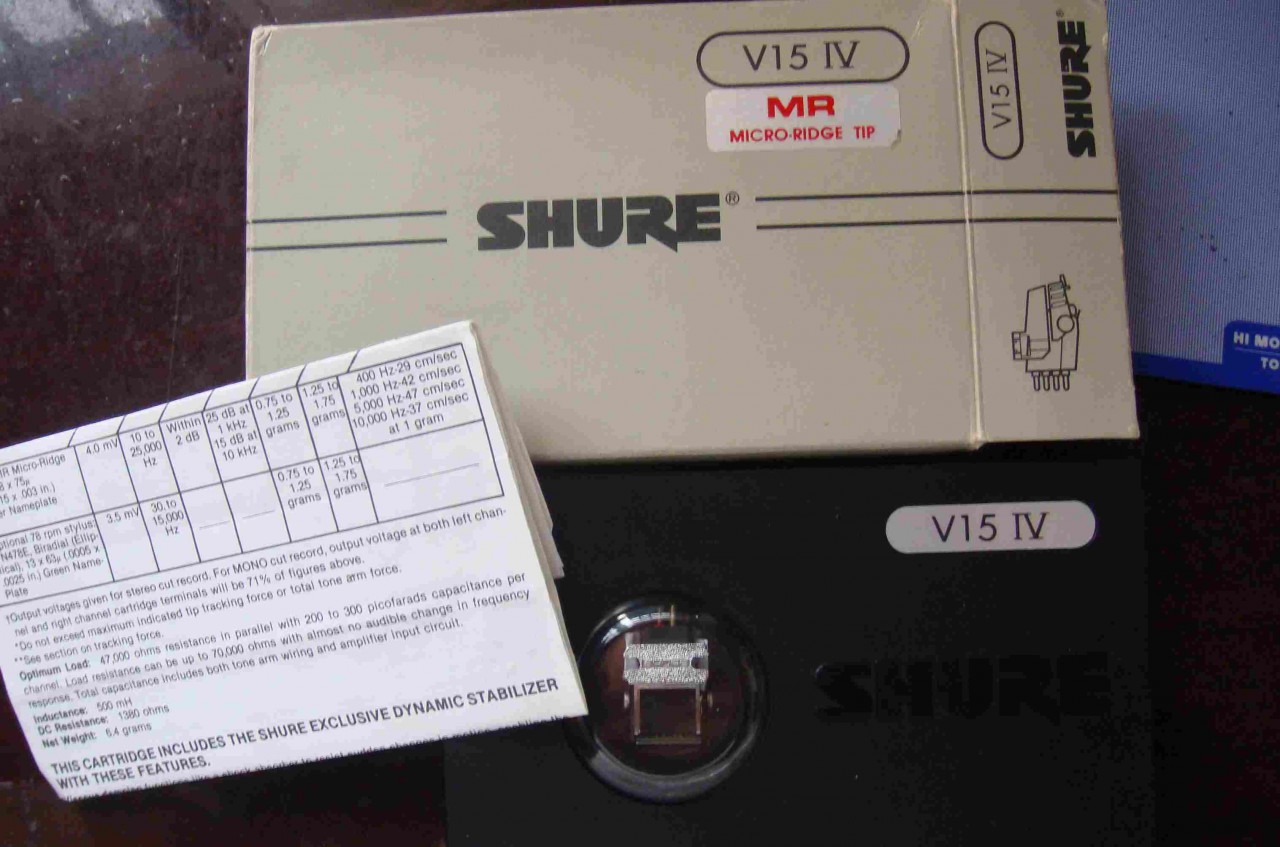 V15 IV
MR
MICRO-RIDGE TIP
SHURE®
V15 IV
SHURE®
HI MO
TO
MR Micro-Ridge
8 x 75µ
15 x .003 in.)
er Nameplate
4.0 mV
10 to
25,000
Hz
Within
2 dB
25 dB at
1 kHz
15 dB at
10 kHz
0.75 to
1.25
grams
1.25 to
1.75
grams
400 Hz-29 cm/sec
1,000 Hz-42 cm/sec
5,000 Hz-47 cm/sec
10,000 Hz-37 cm/sec
at 1 gram
ptional 78 rpm stylus:
N478E, Biradial (Ellip-
ical), 13 x 63µ (.0005 x
.0025 in.) Green Name-
Plate
3.5 mV
30 to
15,000
Hz
0.75 to
1.25
grams
1.25 to
1.75
grams
†Output voltages given for stereo cut record. For MONO cut record, output voltage at both left chan-
nel and right channel cartridge terminals will be 71% of figures above.
*Do not exceed maximum indicated tip tracking force or total tone arm force.
**See section on tracking force.
Optimum Load: 47,000 ohms resistance in parallel with 200 to 300 picofarads capacitance per
channel. Load resistance can be up to 70,000 ohms with almost no audible change in frequency
response. Total capacitance includes both tone arm wiring and amplifier input circuit.
Inductance: 500 mH
DC Resistance: 1380 ohms
Net Weight: 6.4 grams
THIS CARTRIDGE INCLUDES THE SHURE EXCLUSIVE DYNAMIC STABILIZER
WITH THESE FEATURES.
V15 IV
SHURE